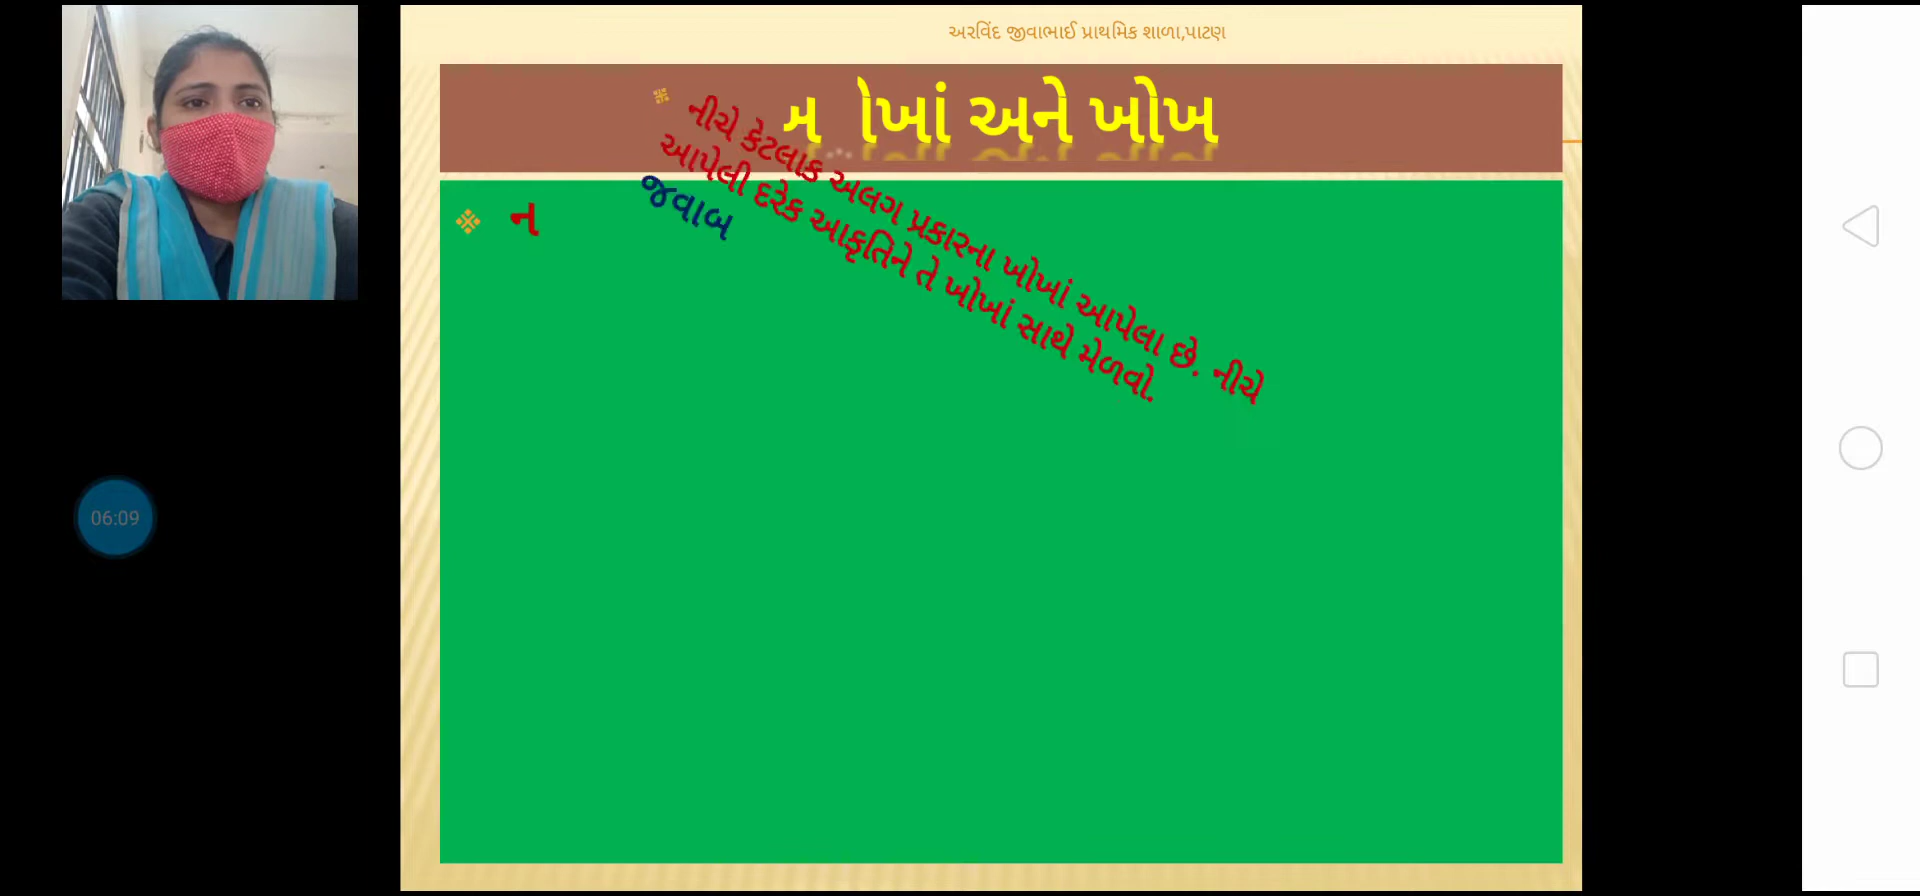 અરવિંદ જીવાભાઈ પ્રાથમિક શાળા,પાટણ
ોખાં અને ખોખ
નીચે કેટલાક અલગ પ્રકારના ખોખાં આપેલા છે. નીચે
આપેલી દરેક આકૃતિને તે ખોખાં સાથે મેળવો.
જવાબ
ન
06:09